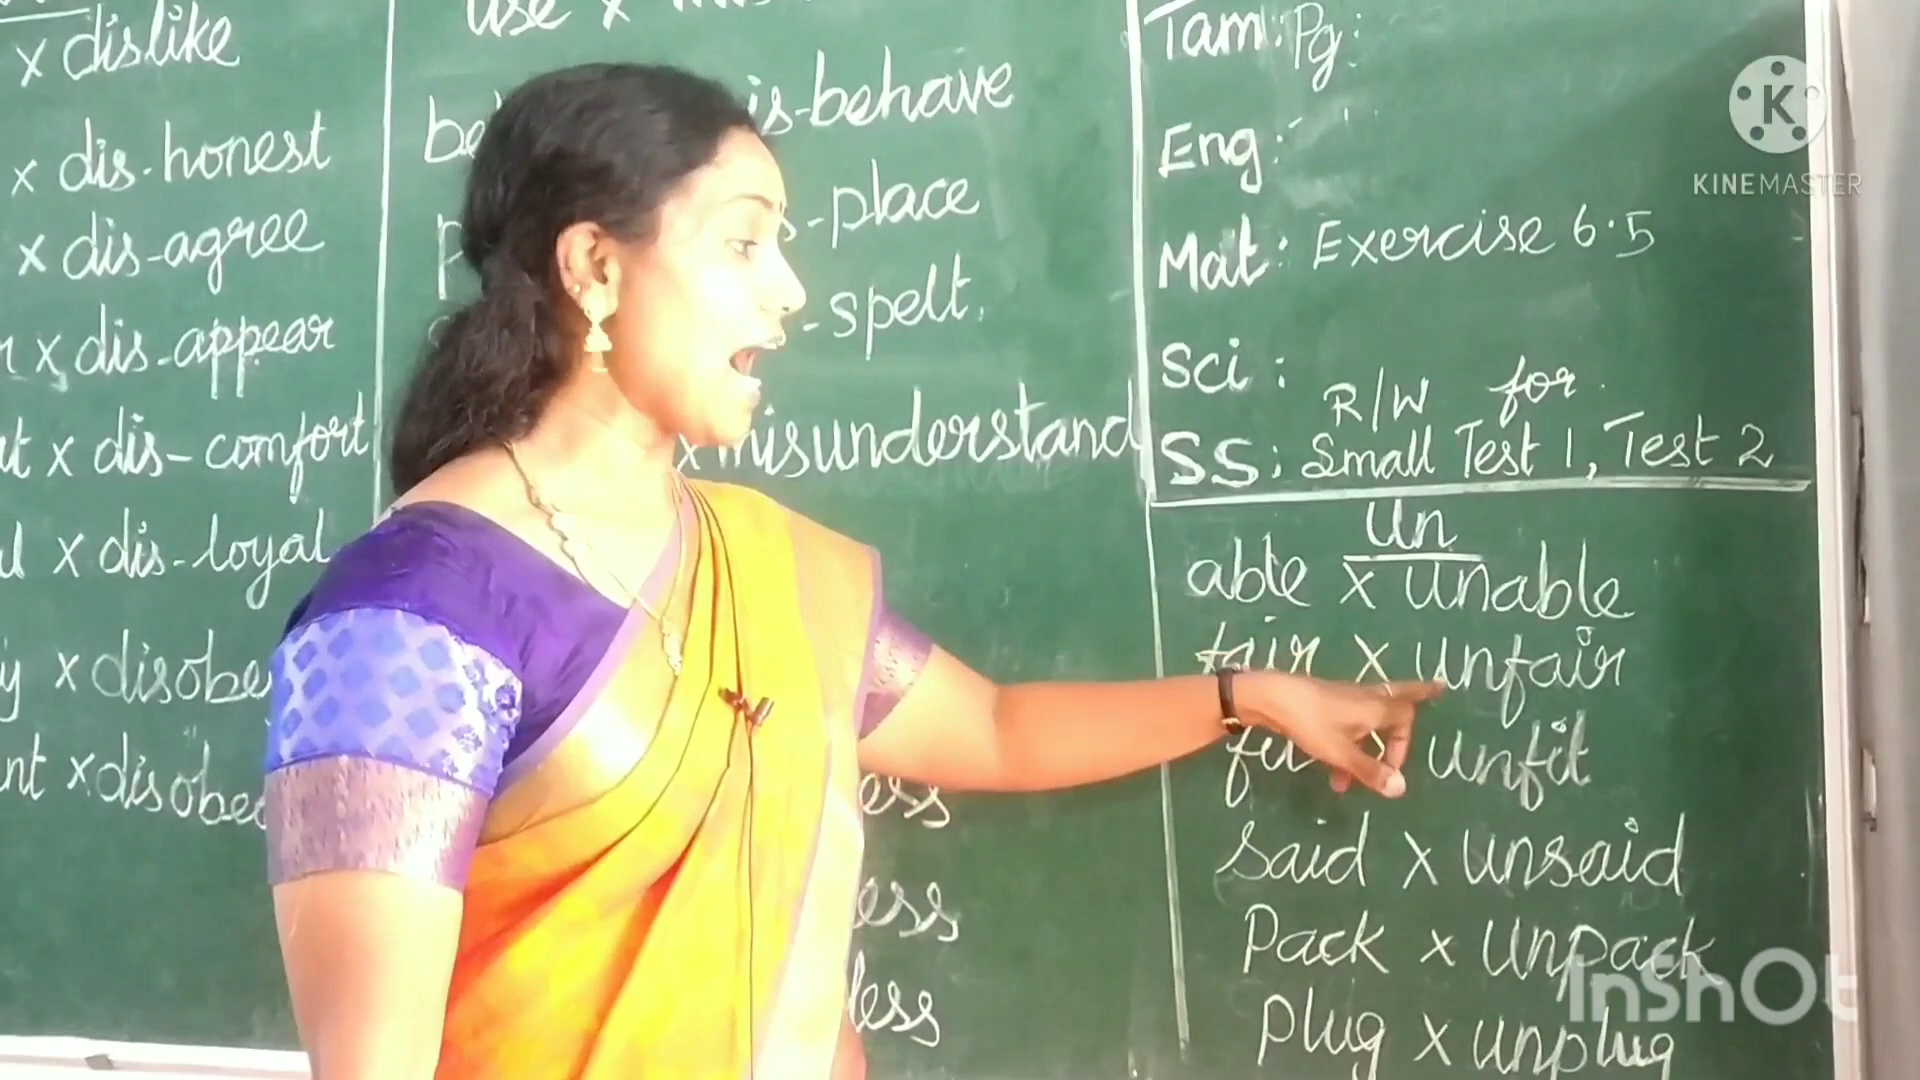 x dislike
x dis-honest
x dis-agree
x dis-appear
x dis-comfort
x dis-loyal
x disobe
x disobe
use x
is-behave
-place
-spelt.
x misunderstand
ess
ess
less
Tam: Pg:
Eng:
Mat: Exercise 6.5
Sci:
R/W for
SS: Small Test 1, Test 2
Un
able x unable
fair x unfair
x unfit
said x unsaid
Pack x unpack
Plug x unplug
K
KINEMASTER
InShOt